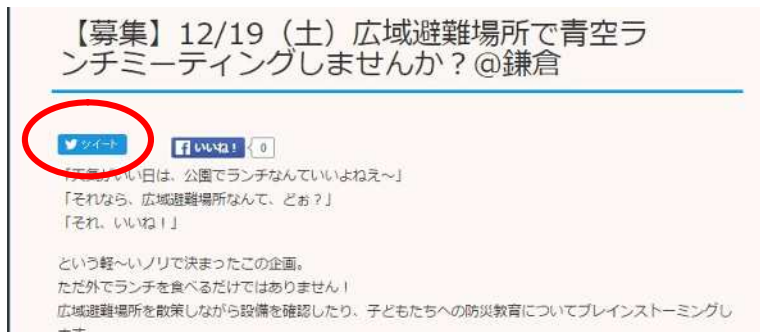 【募集】12/19（土）広域避難場所で青空ラ
ンチミーティングしませんか？@鎌倉
ツイート
いいね！ 0
「天気がいい日は、公園でランチなんていいよねえ～」
「それなら、広域避難場所なんて、どぉ？」
「それ、いいね！」
という軽～いノリで決まったこの企画。
ただ外でランチを食べるだけではありません！
広域避難場所を散策しながら設備を確認したり、子どもたちへの防災教育についてブレインストーミングし